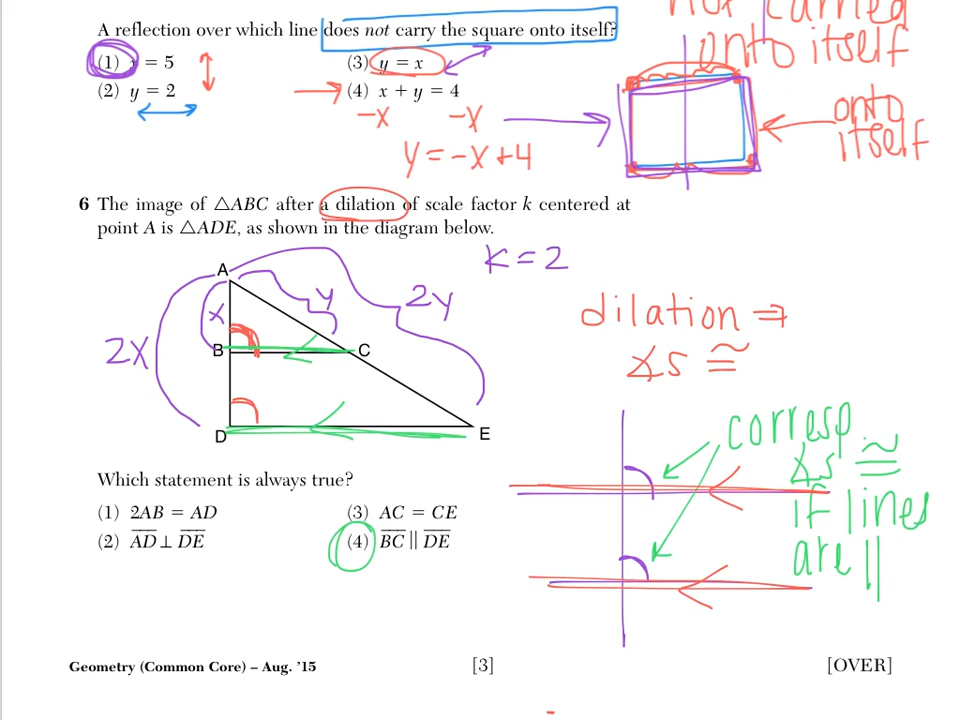 A reflection over which line does not carry the square onto itself?
(1) x = 5
(3) y = x
(2) y = 2
(4) x + y = 4
-x -x
y = -x + 4
not carried
onto itself
onto
itself
6 The image of △ABC after a dilation of scale factor k centered at
point A is △ADE, as shown in the diagram below.
k = 2
A
x
y
2y
2x
B
C
D
E
dilation ⇒
∡s ≅
corresp
∡s ≅
if lines
are ||
Which statement is always true?
(1) 2AB = AD
(3) AC = CE
(2) AD ⊥ DE
(4) BC || DE
Geometry (Common Core) – Aug. ’15
[3]
[OVER]